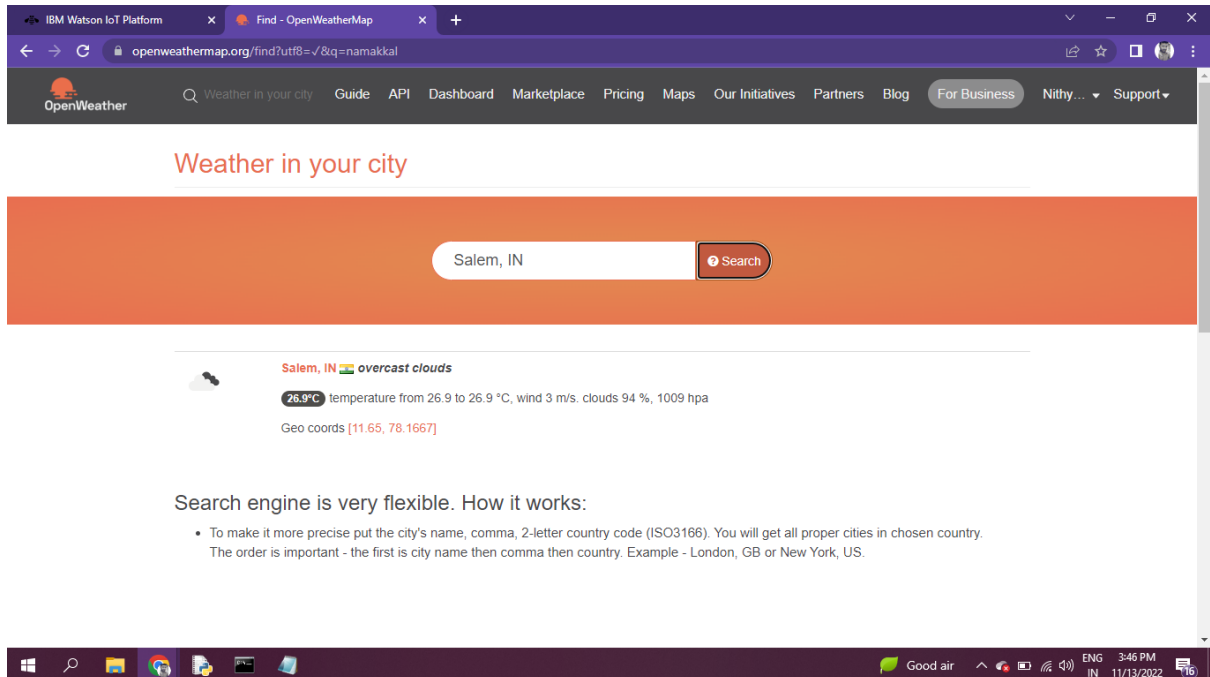 IBM Watson IoT Platform
Find - OpenWeatherMap
openweathermap.org/find?utf8=✓&q=namakkal
OpenWeather
Weather in your city Guide API Dashboard Marketplace Pricing Maps Our Initiatives Partners Blog For Business Nithy... Support
Weather in your city
Salem, IN Search
Salem, IN overcast clouds
26.9°C temperature from 26.9 to 26.9 °C, wind 3 m/s. clouds 94 %, 1009 hpa
Geo coords [11.65, 78.1667]
Search engine is very flexible. How it works:
• To make it more precise put the city's name, comma, 2-letter country code (ISO3166). You will get all proper cities in chosen country.
The order is important - the first is city name then comma then country. Example - London, GB or New York, US.
Good air
ENG
IN
3:46 PM
11/13/2022
16